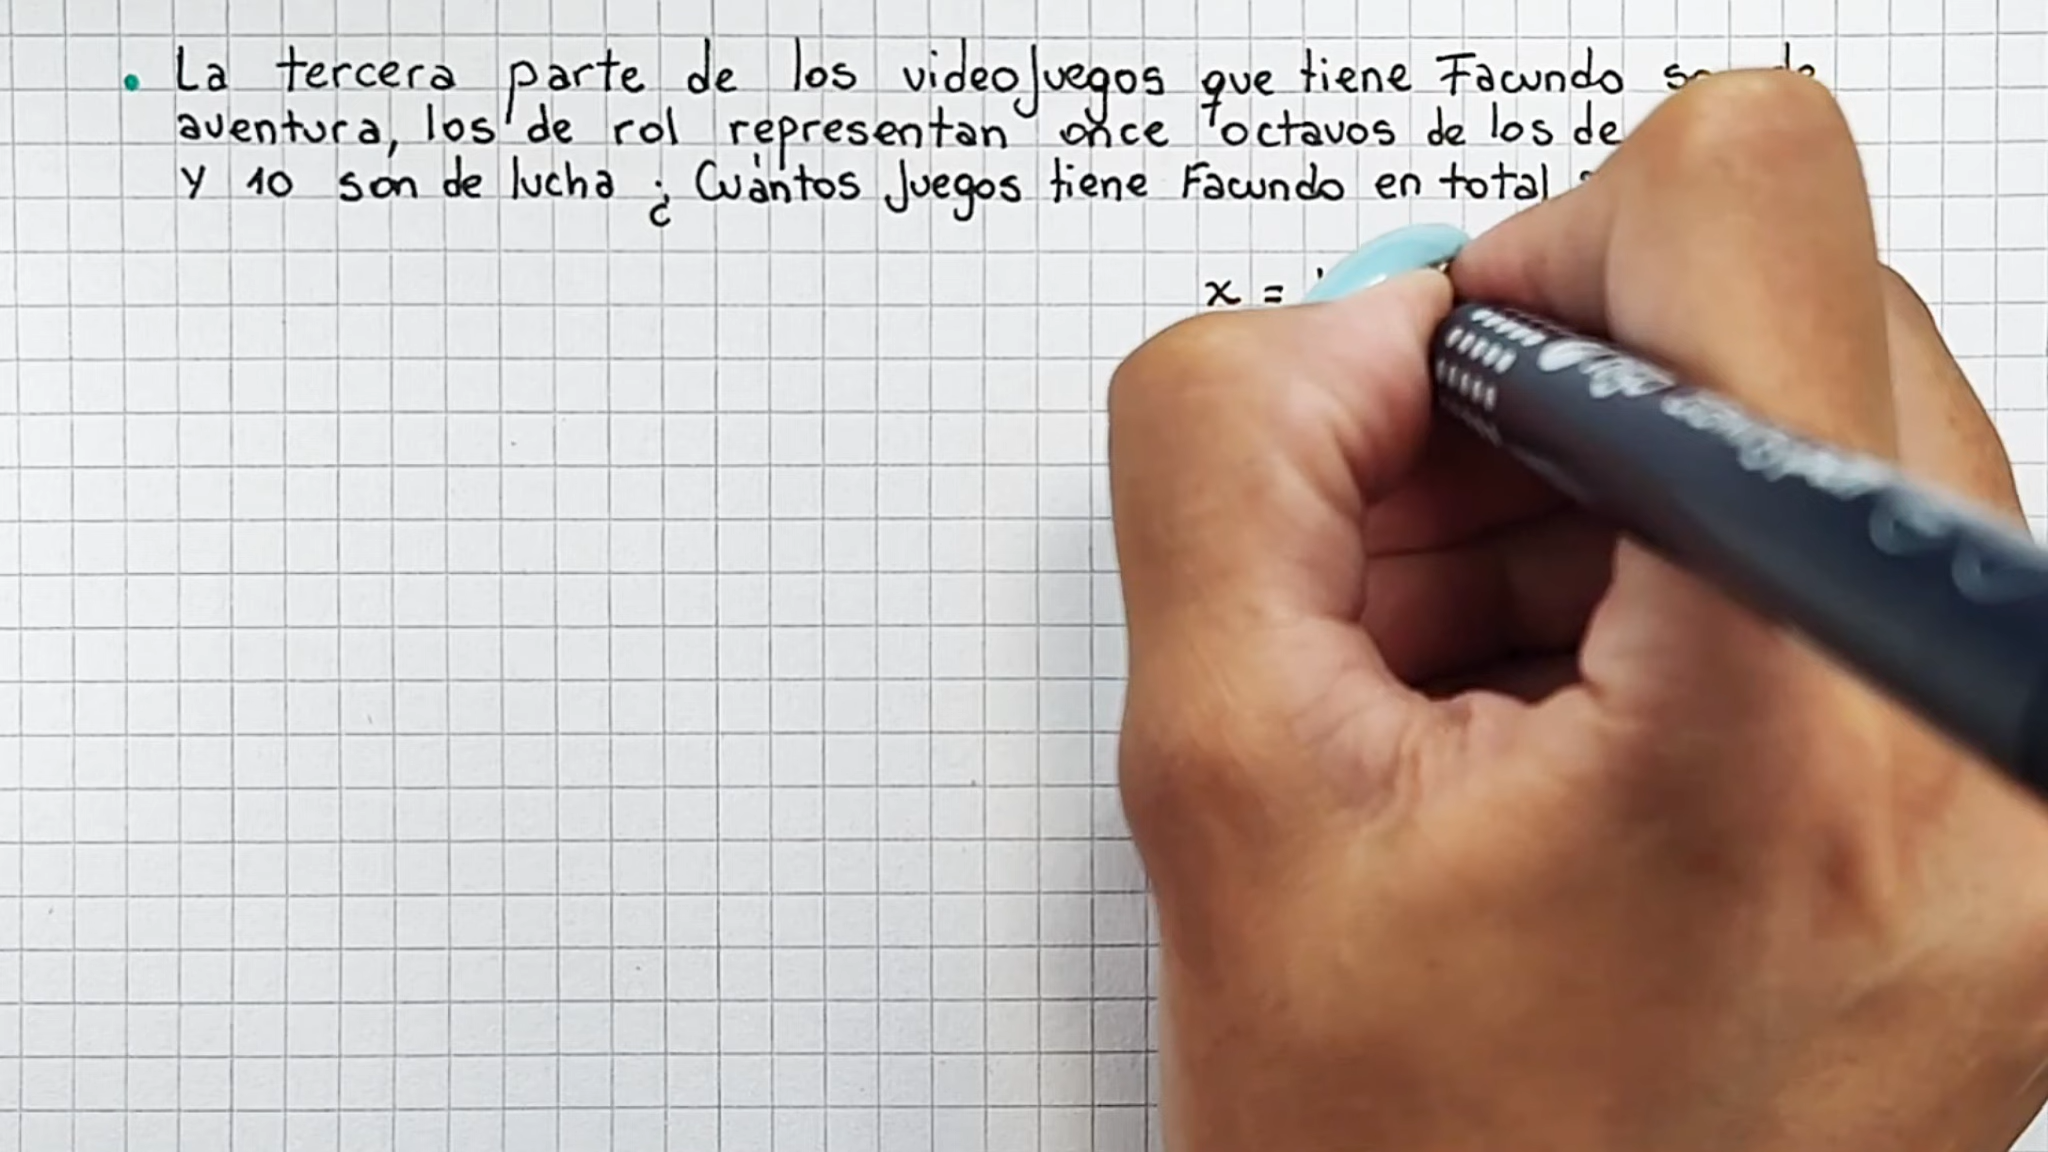 La tercera parte de los videojuegos que tiene Facundo
aventura, los de rol representan once octavos de los de
y 10 son de lucha ¿ Cuántos juegos tiene Facundo en total
x =